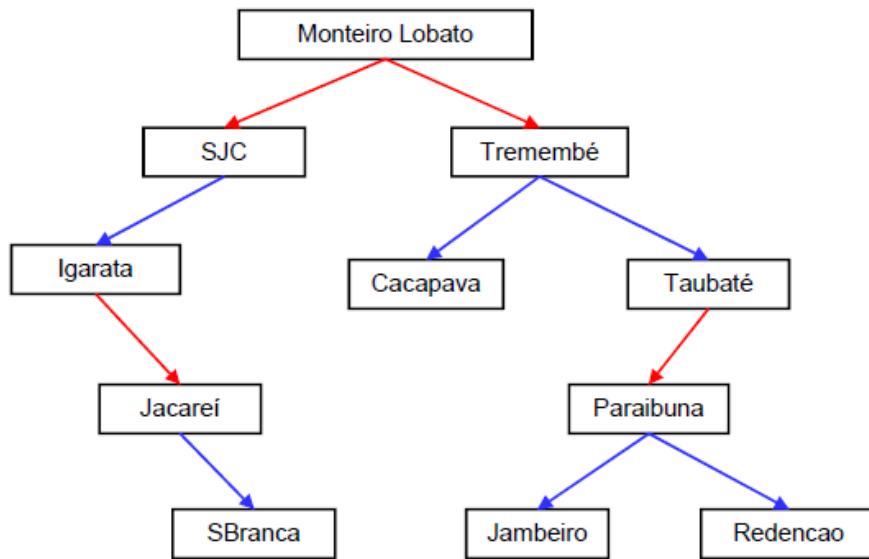 Monteiro Lobato
SJC
Tremembé
Igarata
Cacapava
Taubaté
Jacareí
Paraibuna
SBranca
Jambeiro
Redencao